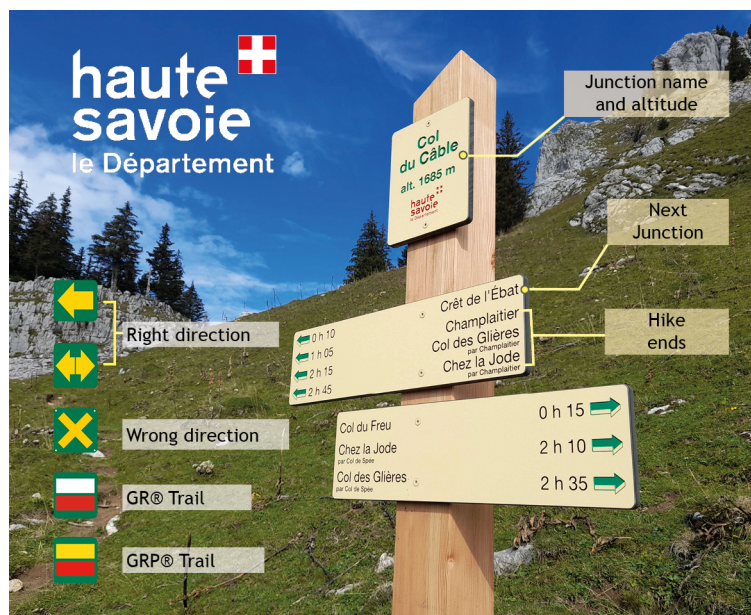 haute
savoie
le Département
Junction name
and altitude
Col
du Câble
alt. 1685 m
haute
savoie
le Département
Next
Junction
Crêt de l'Ébat
Champlaitier
Col des Glières
par Champlaitier
Chez la Jode
par Champlaitier
0 h 10
1 h 05
2 h 15
2 h 45
Hike
ends
Right direction
Col du Freu
0 h 15
Chez la Jode
par Col de Spée
2 h 10
Col des Glières
par Col de Spée
2 h 35
Wrong direction
GR® Trail
GRP® Trail